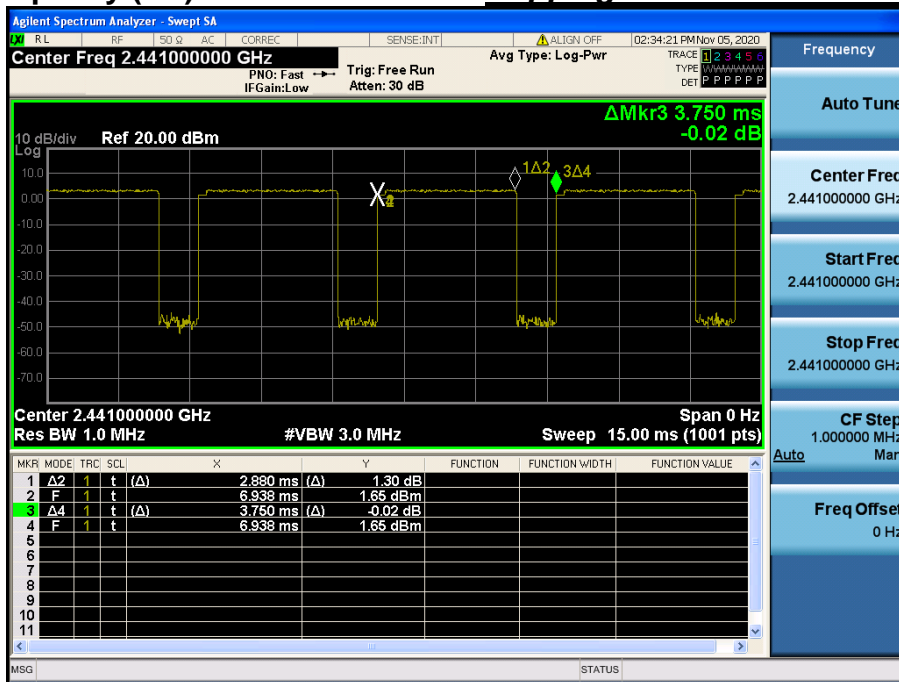 Agilent Spectrum Analyzer - Swept SA
LXI RL RF 50 Ω AC CORREC SENSE:INT ALIGN OFF 02:34:21 PM Nov 05, 2020
Center Freq 2.441000000 GHz
PNO: Fast
IFGain:Low
Trig: Free Run
Atten: 30 dB
Avg Type: Log-Pwr
TRACE 1 2 3 4 5 6
TYPE WWWWWW
DET P P P P P P
ΔMkr3 3.750 ms
-0.02 dB
10 dB/div
Log
Ref 20.00 dBm
10.0
0.00
-10.0
-20.0
-30.0
-40.0
-50.0
-60.0
-70.0
X
1Δ2
3Δ4
Center 2.441000000 GHz
Span 0 Hz
Res BW 1.0 MHz
#VBW 3.0 MHz
Sweep 15.00 ms (1001 pts)
MKR MODE TRC SCL X Y FUNCTION FUNCTION WIDTH FUNCTION VALUE
1 Δ2 1 t (Δ) 2.880 ms (Δ) 1.30 dB
2 F 1 t 6.938 ms 1.65 dBm
3 Δ4 1 t (Δ) 3.750 ms (Δ) -0.02 dB
4 F 1 t 6.938 ms 1.65 dBm
5
6
7
8
9
10
11
MSG
STATUS
Frequency
Auto Tune
Center Freq
2.441000000 GHz
Start Freq
2.441000000 GHz
Stop Freq
2.441000000 GHz
CF Step
1.000000 MHz
Auto Man
Freq Offset
0 Hz